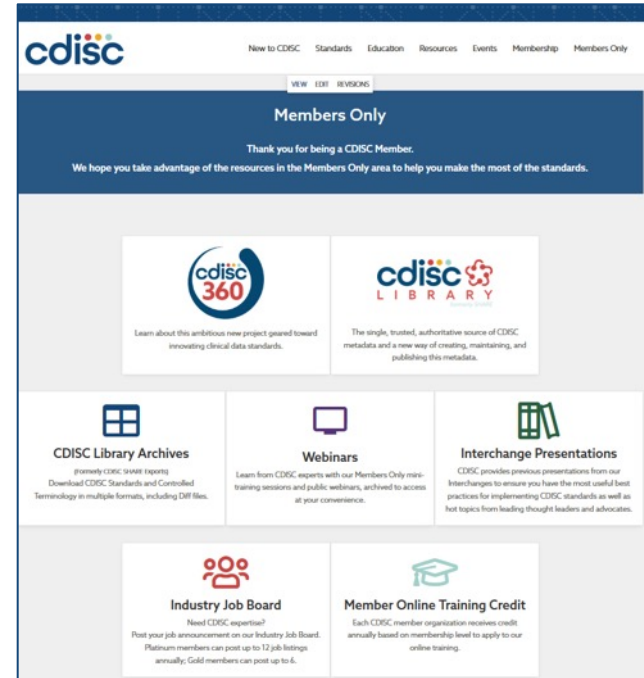 cdisc
New to CDISC Standards Education Resources Events Membership Members Only
VIEW EDIT REVISIONS
Members Only
Thank you for being a CDISC Member.
We hope you take advantage of the resources in the Members Only area to help you make the most of the standards.
cdisc
360
Learn about this ambitious new project geared toward
innovating clinical data standards.
cdisc
LIBRARY
formerly SHARE
The single, trusted, authoritative source of CDISC
metadata and a new way of creating, maintaining, and
publishing this metadata.
CDISC Library Archives
(Formerly CDISC SHARE Exports)
Download CDISC Standards and Controlled
Terminology in multiple formats, including Diff files.
Webinars
Learn from CDISC experts with our Members Only mini-
training sessions and public webinars, archived to access
at your convenience.
Interchange Presentations
CDISC provides previous presentations from our
Interchanges to ensure you have the most useful best
practices for implementing CDISC standards as well as
hot topics from leading thought leaders and advocates.
Industry Job Board
Need CDISC expertise?
Post your job announcement on our Industry Job Board.
Platinum members can post up to 12 job listings
annually; Gold members can post up to 6.
Member Online Training Credit
Each CDISC member organization receives credit
annually based on membership level to apply to our
online training.